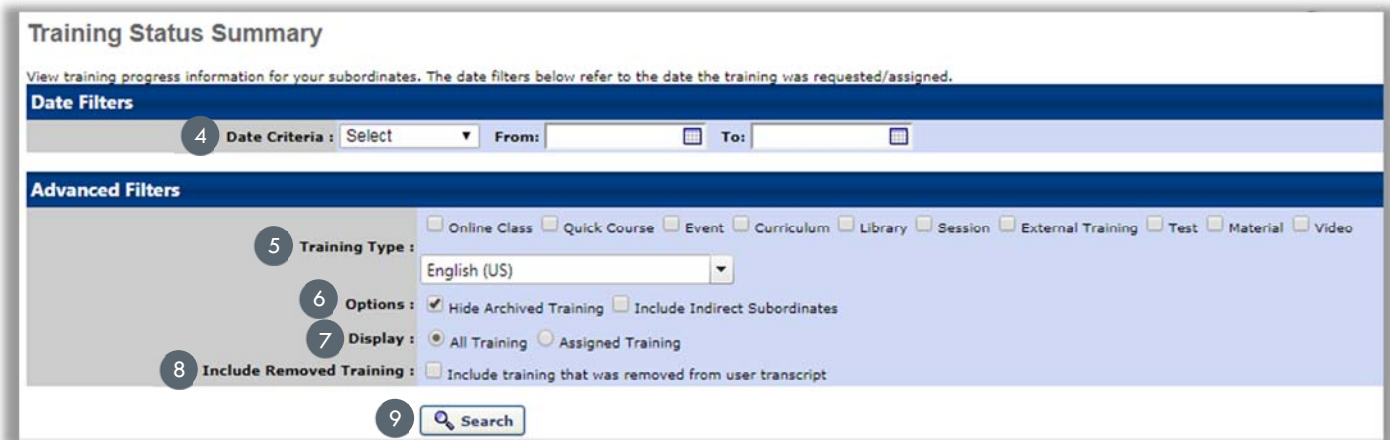 Training Status Summary
View training progress information for your subordinates. The date filters below refer to the date the training was requested/assigned.
Date Filters
4 Date Criteria : Select From: To:
Advanced Filters
5 Training Type : Online Class Quick Course Event Curriculum Library Session External Training Test Material Video
English (US)
6 Options : Hide Archived Training Include Indirect Subordinates
7 Display : All Training Assigned Training
8 Include Removed Training : Include training that was removed from user transcript
9 Search